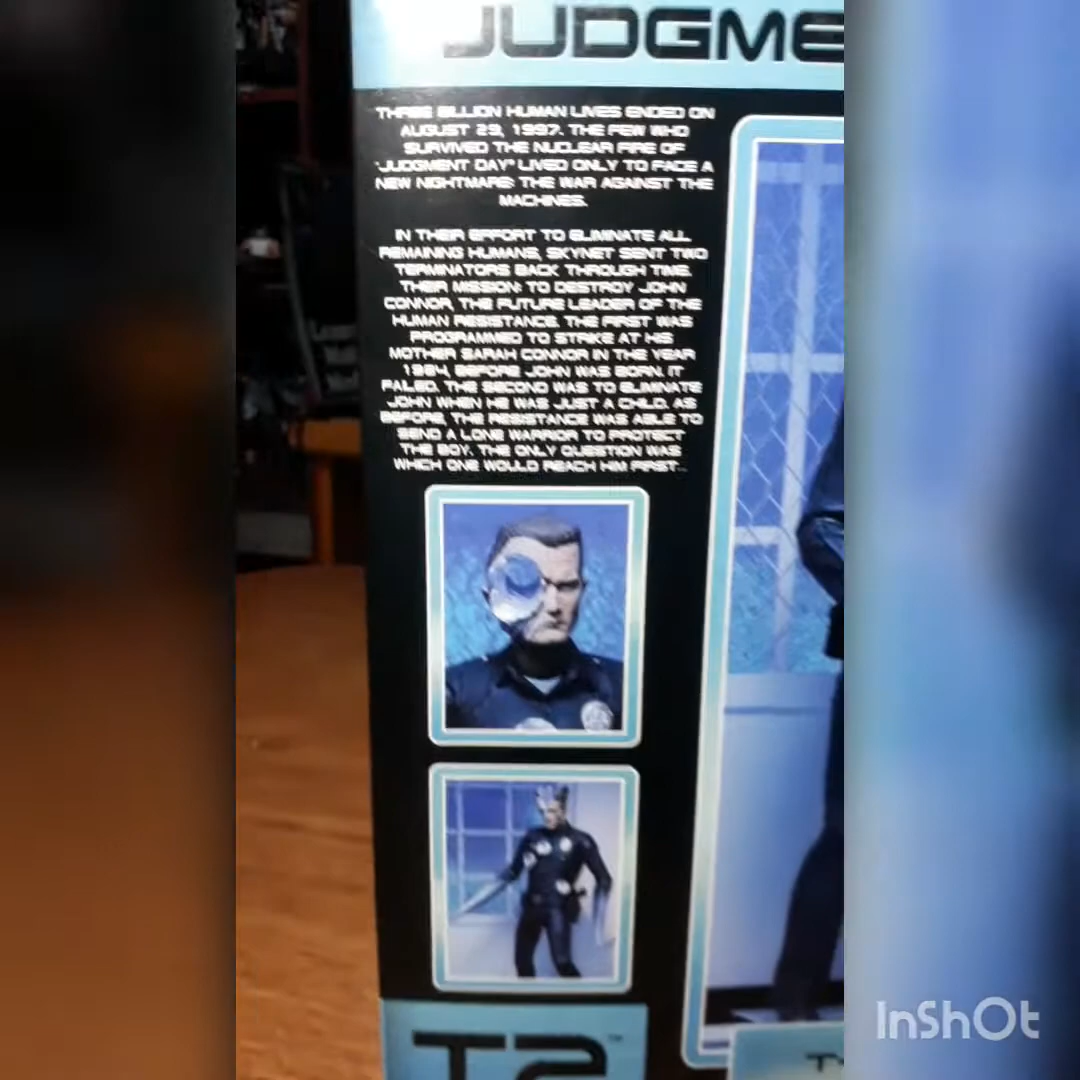 JUDGME
THREE BILLION HUMAN LIVES ENDED ON
AUGUST 29, 1997. THE FEW WHO
SURVIVED THE NUCLEAR FIRE OF
"JUDGMENT DAY" LIVED ONLY TO FACE A
NEW NIGHTMARE: THE WAR AGAINST THE
MACHINES.
IN THEIR EFFORT TO ELIMINATE ALL
REMAINING HUMANS, SKYNET SENT TWO
TERMINATORS BACK THROUGH TIME.
THEIR MISSION: TO DESTROY JOHN
CONNOR, THE FUTURE LEADER OF THE
HUMAN RESISTANCE. THE FIRST WAS
PROGRAMMED TO STRIKE AT HIS
MOTHER SARAH CONNOR IN THE YEAR
1984, BEFORE JOHN WAS BORN. IT
FAILED. THE SECOND WAS TO ELIMINATE
JOHN WHEN HE WAS JUST A CHILD. AS
BEFORE, THE RESISTANCE WAS ABLE TO
SEND A LONE WARRIOR TO PROTECT
THE BOY. THE ONLY QUESTION WAS
WHICH ONE WOULD REACH HIM FIRST...
T2™
InShOt